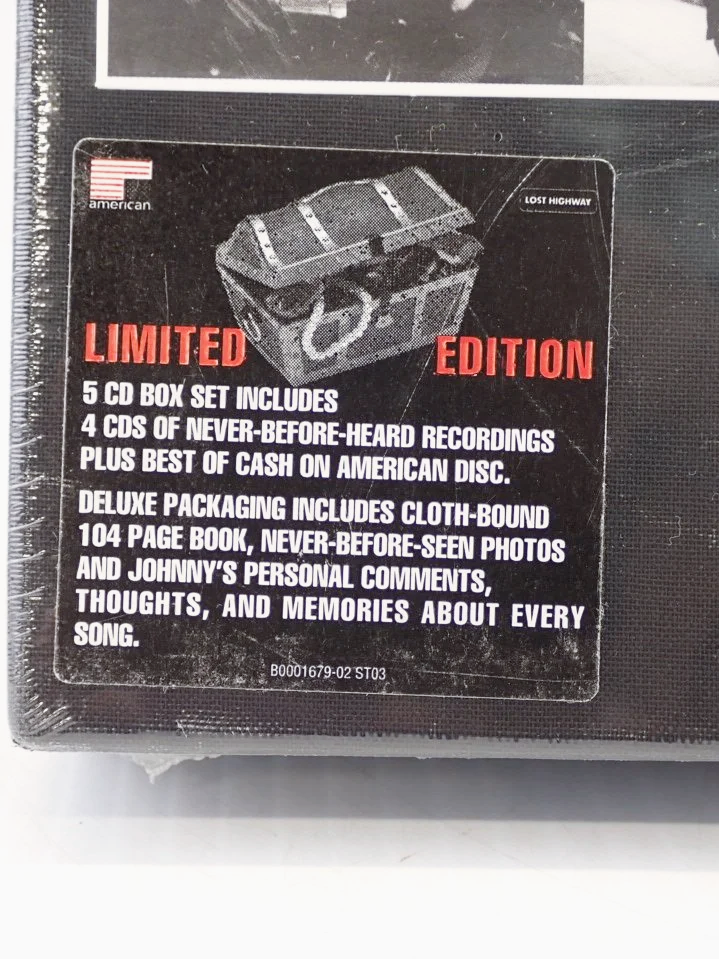 american
LOST HIGHWAY
LIMITED EDITION
5 CD BOX SET INCLUDES
4 CDS OF NEVER-BEFORE-HEARD RECORDINGS
PLUS BEST OF CASH ON AMERICAN DISC.
DELUXE PACKAGING INCLUDES CLOTH-BOUND
104 PAGE BOOK, NEVER-BEFORE-SEEN PHOTOS
AND JOHNNY'S PERSONAL COMMENTS,
THOUGHTS, AND MEMORIES ABOUT EVERY
SONG.
B0001679-02 ST03